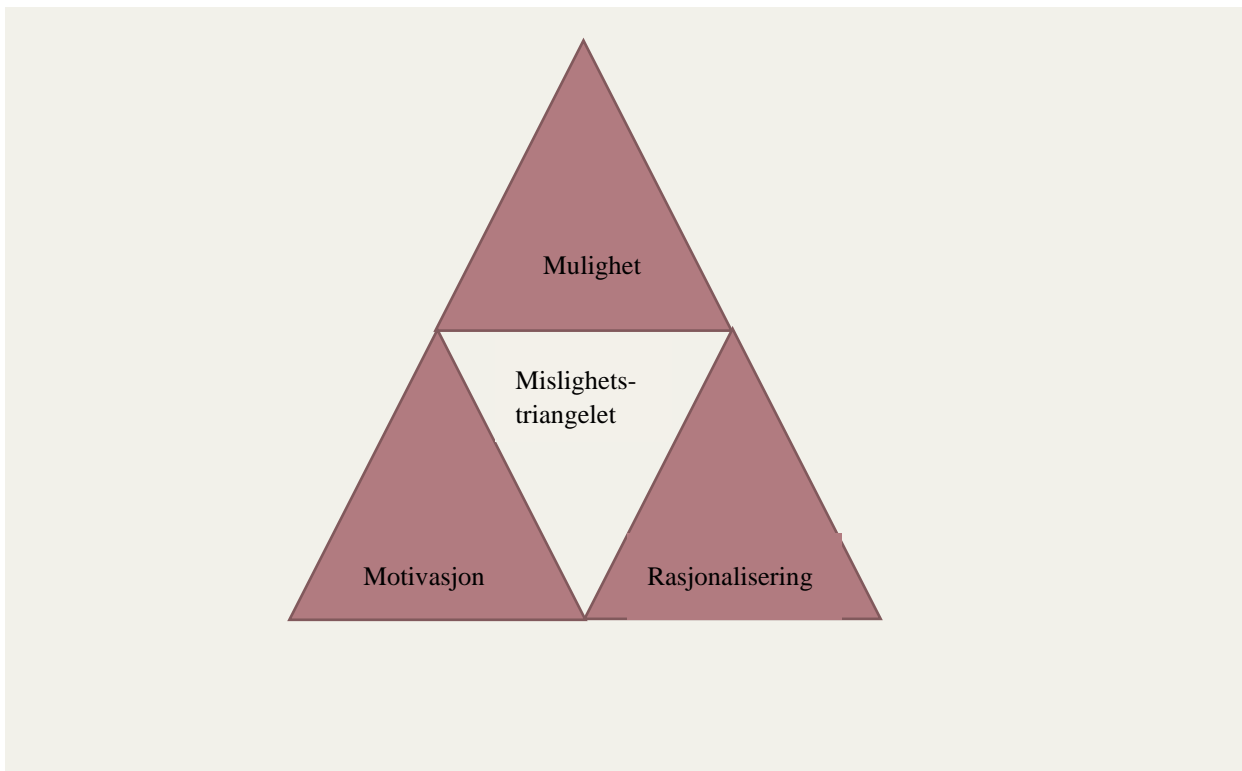 Mulighet
Mislighets-
triangelet
Motivasjon
Rasjonalisering